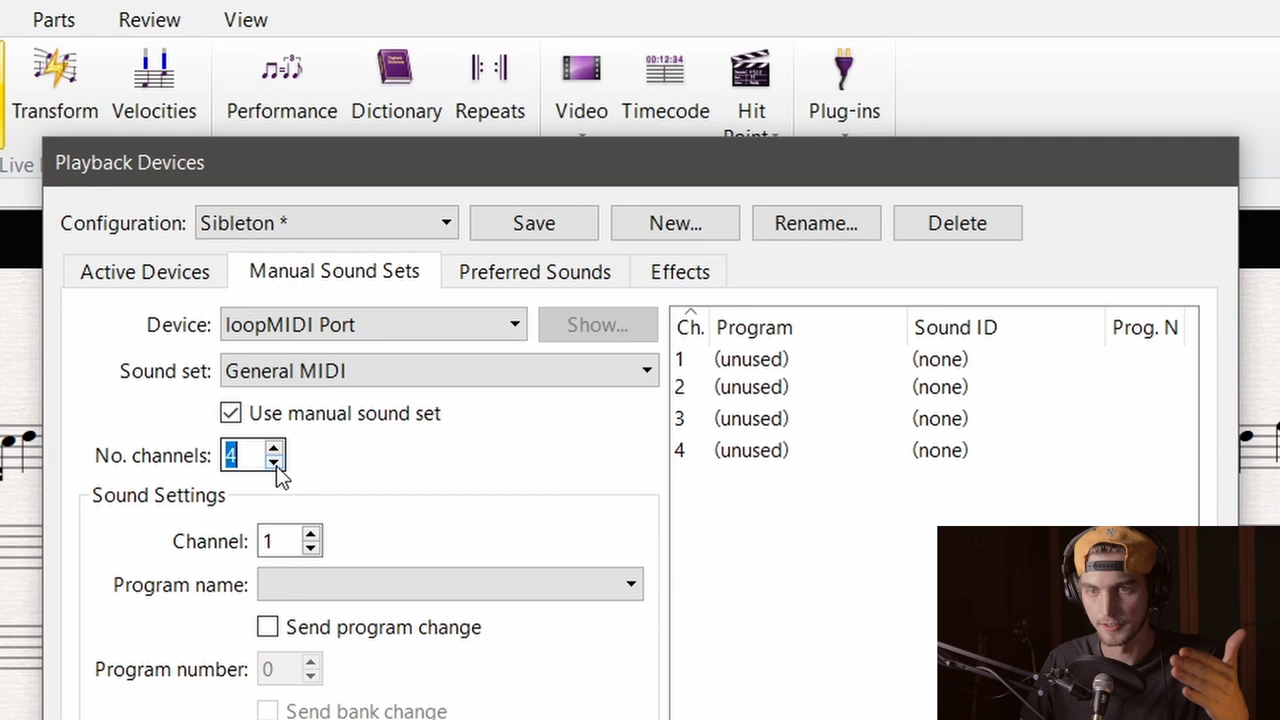 Parts Review View
Transform Velocities Performance Dictionary Repeats Video Timecode Hit Point Plug-ins
00:12:34
Live
Playback Devices
Configuration: Sibleton * Save New... Rename... Delete
Active Devices Manual Sound Sets Preferred Sounds Effects
Device: loopMIDI Port Show...
Sound set: General MIDI
Use manual sound set
No. channels: 4
Sound Settings
Channel: 1
Program name:
Send program change
Program number: 0
Send bank change
Ch. Program Sound ID Prog. N
1 (unused) (none)
2 (unused) (none)
3 (unused) (none)
4 (unused) (none)